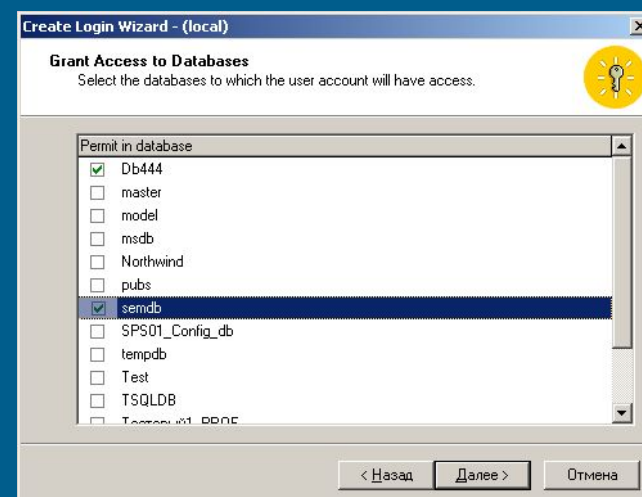 Create Login Wizard - (local)
Grant Access to Databases
Select the databases to which the user account will have access.
Permit in database
Db444
master
model
msdb
Northwind
pubs
semdb
SPS01_Config_db
tempdb
Test
TSQLDB
< Назад
Далее >
Отмена